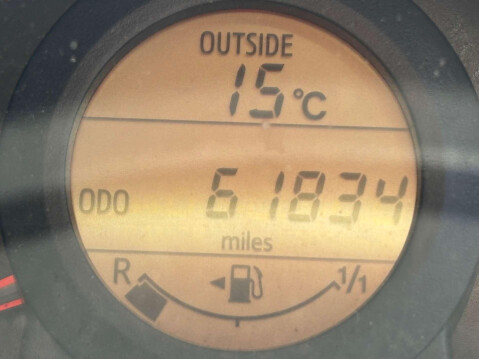 OUTSIDE
15°C
ODO 61834
miles
R 1/1